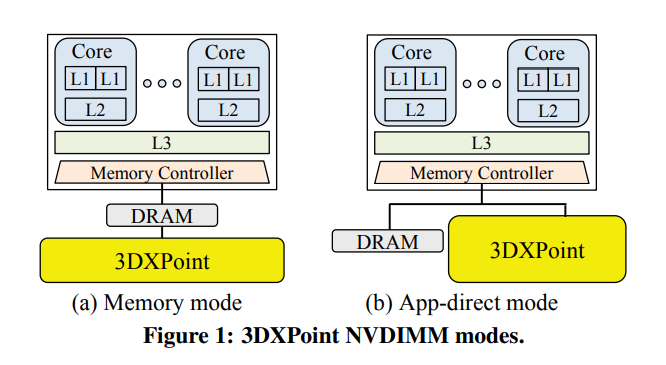 Core Core Core Core
L1 L1 L1 L1 L1 L1 L1 L1
L2 L2 L2 L2
L3 L3
Memory Controller Memory Controller
DRAM
DRAM
3DXPoint
3DXPoint
(a) Memory mode (b) App-direct mode
Figure 1: 3DXPoint NVDIMM modes.